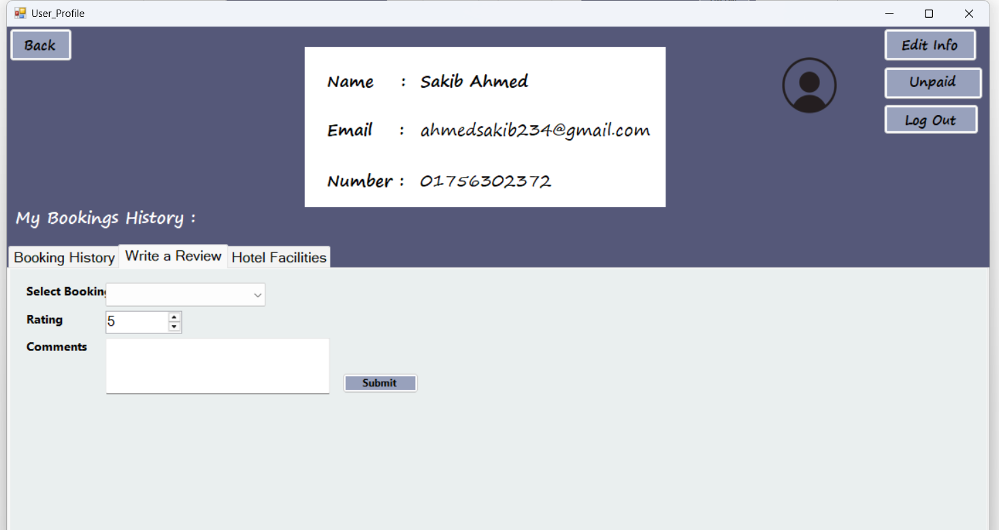 User_Profile
Back
Edit Info
Unpaid
Log Out
Name : Sakib Ahmed
Email : ahmedsakib234@gmail.com
Number : 01756302372
My Bookings History :
Booking History Write a Review Hotel Facilities
Select Booking
Rating 5
Comments
Submit